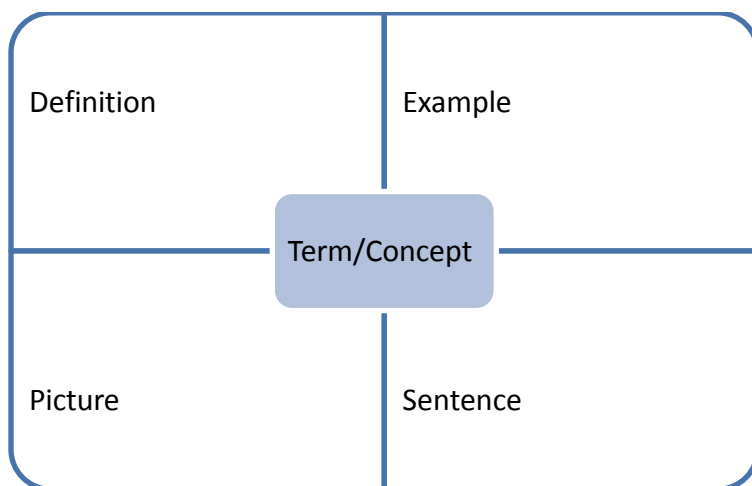 Definition
Example
Term/Concept
Picture
Sentence